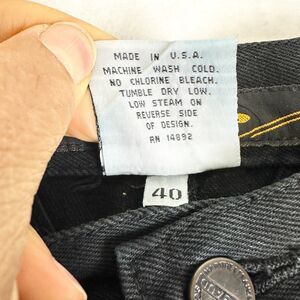 MADE IN U.S.A.
MACHINE WASH COLD.
NO CHLORINE BLEACH.
TUMBLE DRY LOW.
LOW STEAM ON
REVERSE SIDE
OF DESIGN.
RN 14892
40